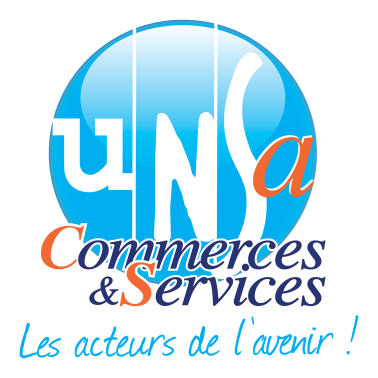 uNSa
Commerces
&Services
Les acteurs de l'avenir !